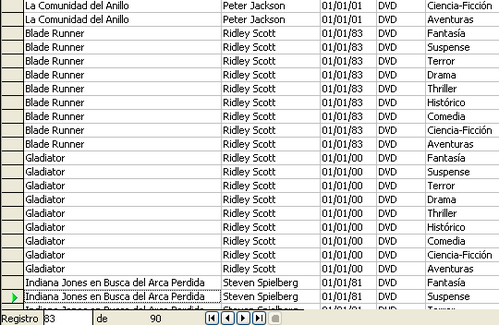 La Comunidad del Anillo Peter Jackson 01/01/01 DVD Ciencia-Ficción
La Comunidad del Anillo Peter Jackson 01/01/01 DVD Aventuras
Blade Runner Ridley Scott 01/01/83 DVD Fantasía
Blade Runner Ridley Scott 01/01/83 DVD Suspense
Blade Runner Ridley Scott 01/01/83 DVD Terror
Blade Runner Ridley Scott 01/01/83 DVD Drama
Blade Runner Ridley Scott 01/01/83 DVD Thriller
Blade Runner Ridley Scott 01/01/83 DVD Histórico
Blade Runner Ridley Scott 01/01/83 DVD Comedia
Blade Runner Ridley Scott 01/01/83 DVD Ciencia-Ficción
Blade Runner Ridley Scott 01/01/83 DVD Aventuras
Gladiator Ridley Scott 01/01/00 DVD Fantasía
Gladiator Ridley Scott 01/01/00 DVD Suspense
Gladiator Ridley Scott 01/01/00 DVD Terror
Gladiator Ridley Scott 01/01/00 DVD Drama
Gladiator Ridley Scott 01/01/00 DVD Thriller
Gladiator Ridley Scott 01/01/00 DVD Histórico
Gladiator Ridley Scott 01/01/00 DVD Comedia
Gladiator Ridley Scott 01/01/00 DVD Ciencia-Ficción
Gladiator Ridley Scott 01/01/00 DVD Aventuras
Indiana Jones en Busca del Arca Perdida Steven Spielberg 01/01/81 DVD Fantasía
Indiana Jones en Busca del Arca Perdida Steven Spielberg 01/01/81 DVD Suspense
Registro 83 de 90